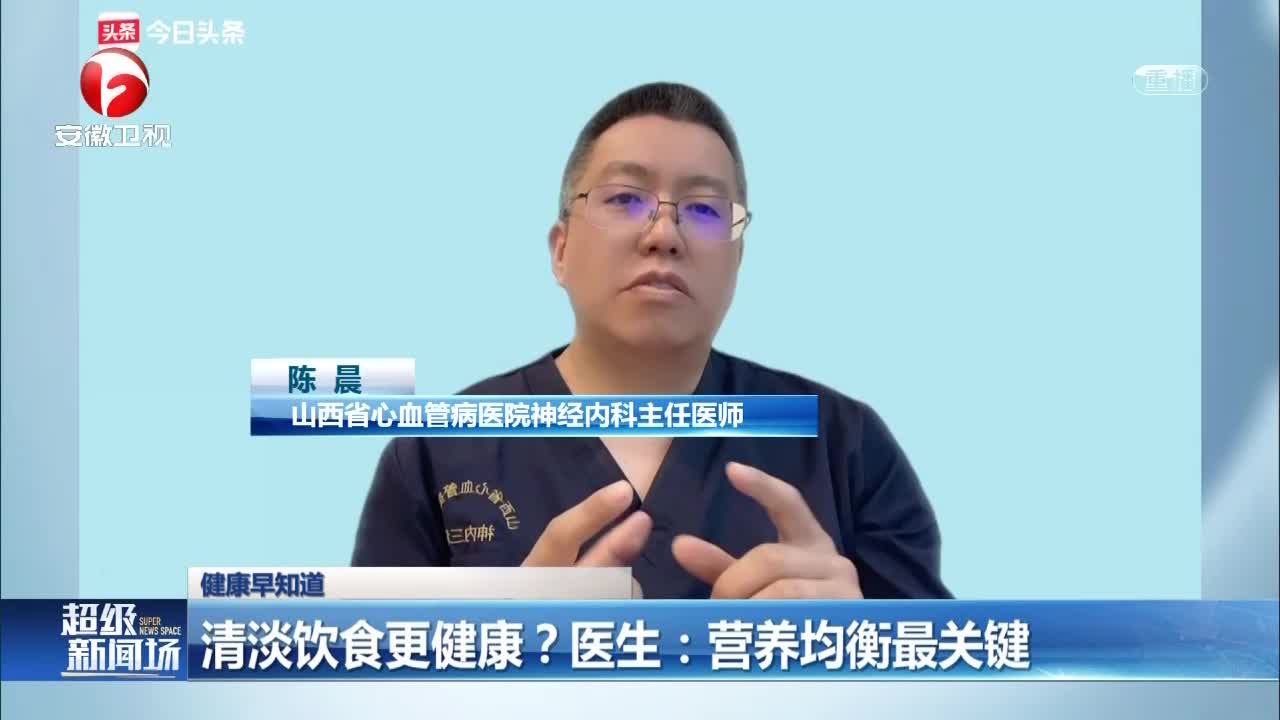 头条 今日头条
安徽卫视
重播
陈晨
山西省心血管病医院神经内科主任医师
健康早知道
超级新闻场
SUPER
NEWS SPACE
清淡饮食更健康？医生：营养均衡最关键